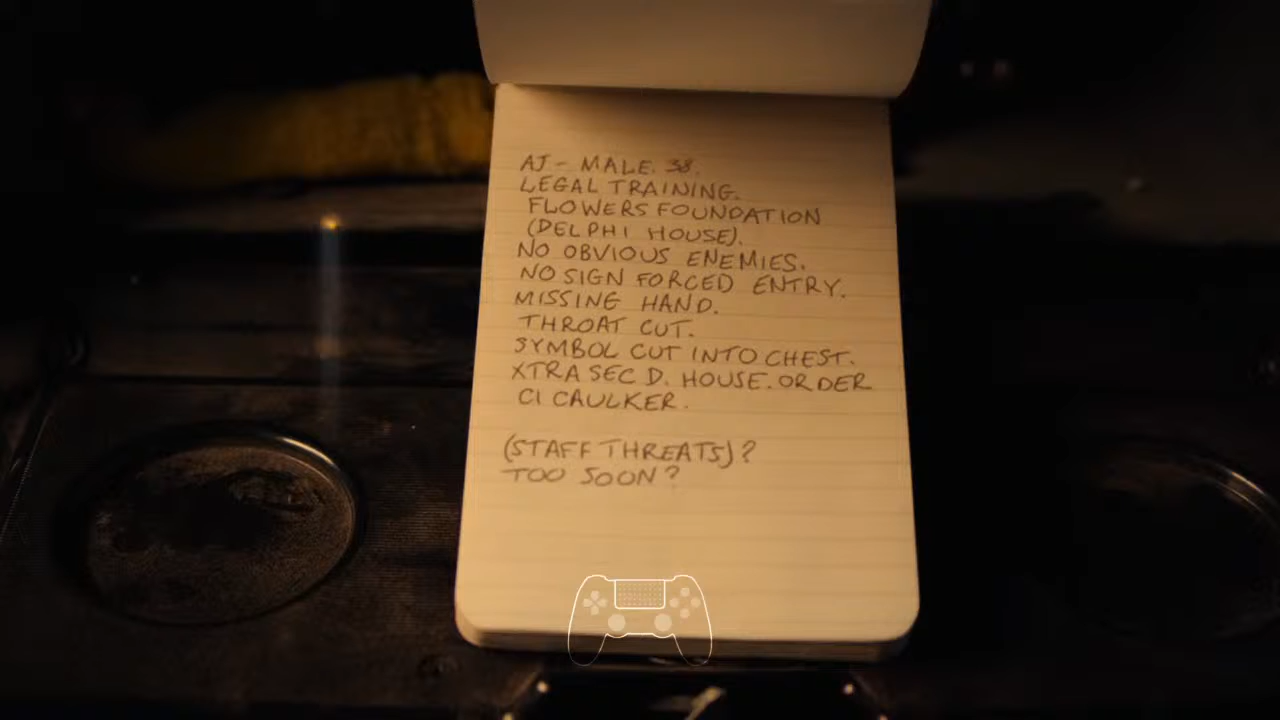 AJ - MALE. 38.
LEGAL TRAINING.
FLOWERS FOUNDATION
(DELPHI HOUSE).
NO OBVIOUS ENEMIES.
NO SIGN FORCED ENTRY.
MISSING HAND.
THROAT CUT.
SYMBOL CUT INTO CHEST.
XTRA SEC D. HOUSE. ORDER
CI CAULKER.
(STAFF THREATS)?
TOO SOON?